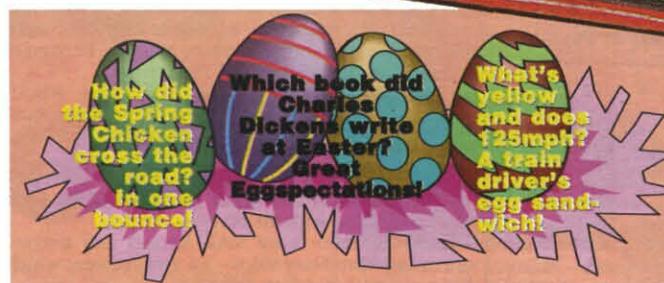 How did
the Spring
Chicken
cross the
road?
In one
bounce!
Which book did
Charles
Dickens write
at Easter?
Great
Eggspectations!
What's
yellow
and does
125mph?
A train
driver's
egg sand-
wich!